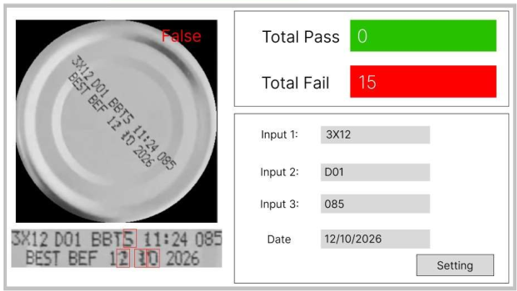 False
3X12 D01 BBTS 11:24 085
BEST BEF 12 10 2026
3X12 D01 BBTS 11:24 085
BEST BEF 12 10 2026
Total Pass 0
Total Fail 15
Input 1: 3X12
Input 2: D01
Input 3: 085
Date 12/10/2026
Setting